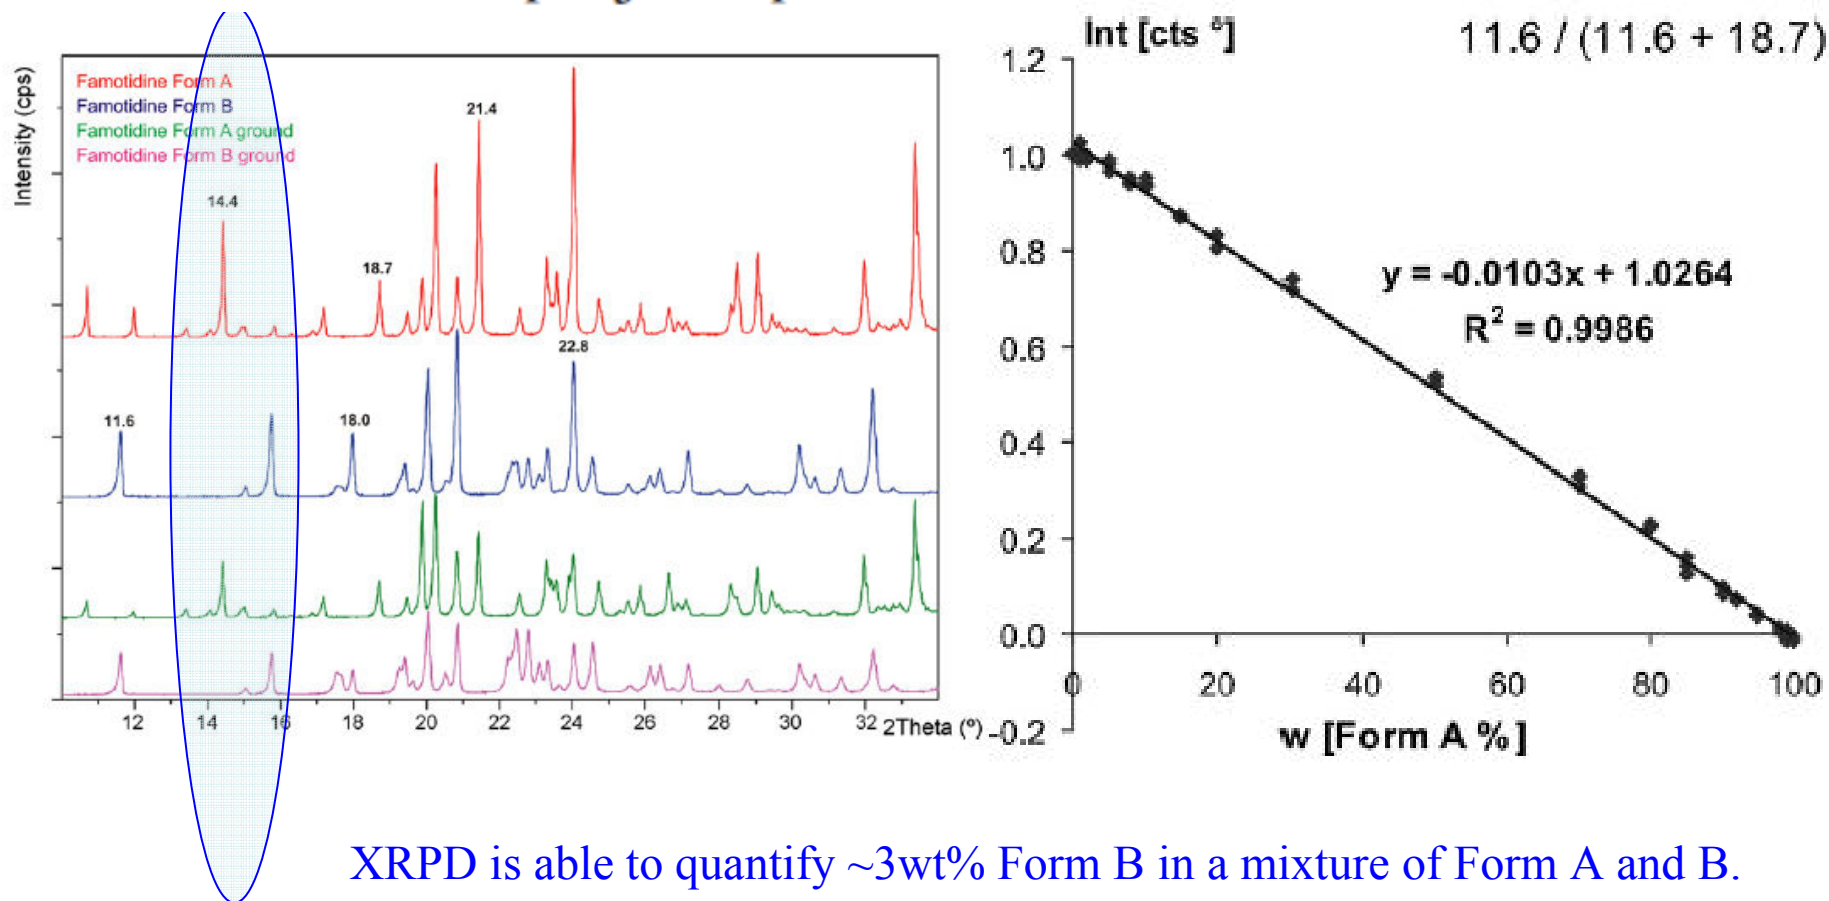 Int [cts °]
11.6 / (11.6 + 18.7)
Intensity (cps)
Famotidine Form A
Famotidine Form B
Famotidine Form A ground
Famotidine Form B ground
14.4
18.7
21.4
11.6
18.0
22.8
12 14 16 18 20 22 24 26 28 30 32 2Theta (º)
1.2
1.0
0.8
0.6
0.4
0.2
0.0
-0.2
y = -0.0103x + 1.0264
R² = 0.9986
0 20 40 60 80 100
w [Form A %]
XRPD is able to quantify ~3wt% Form B in a mixture of Form A and B.